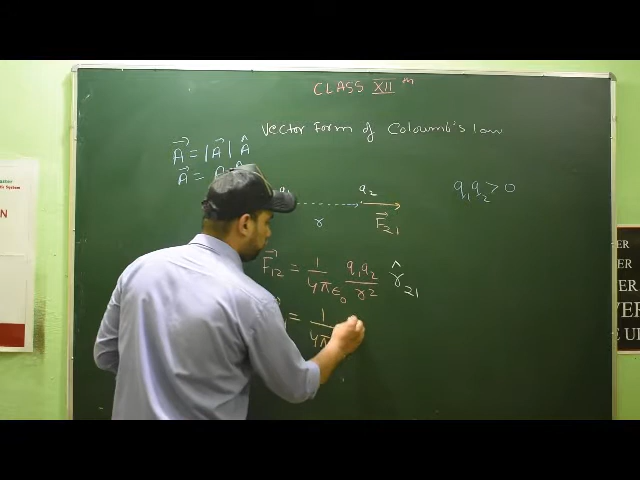 CLASS XII th
Vector Form of Coloumb's law
A⃗ = |A⃗| Â
A⃗ =
q₁q₂ > 0
q₁ q₂
r F⃗₂₁
F⃗₁₂ = 1/4πϵ₀ q₁q₂/r² r̂₂₁
= 1/4π